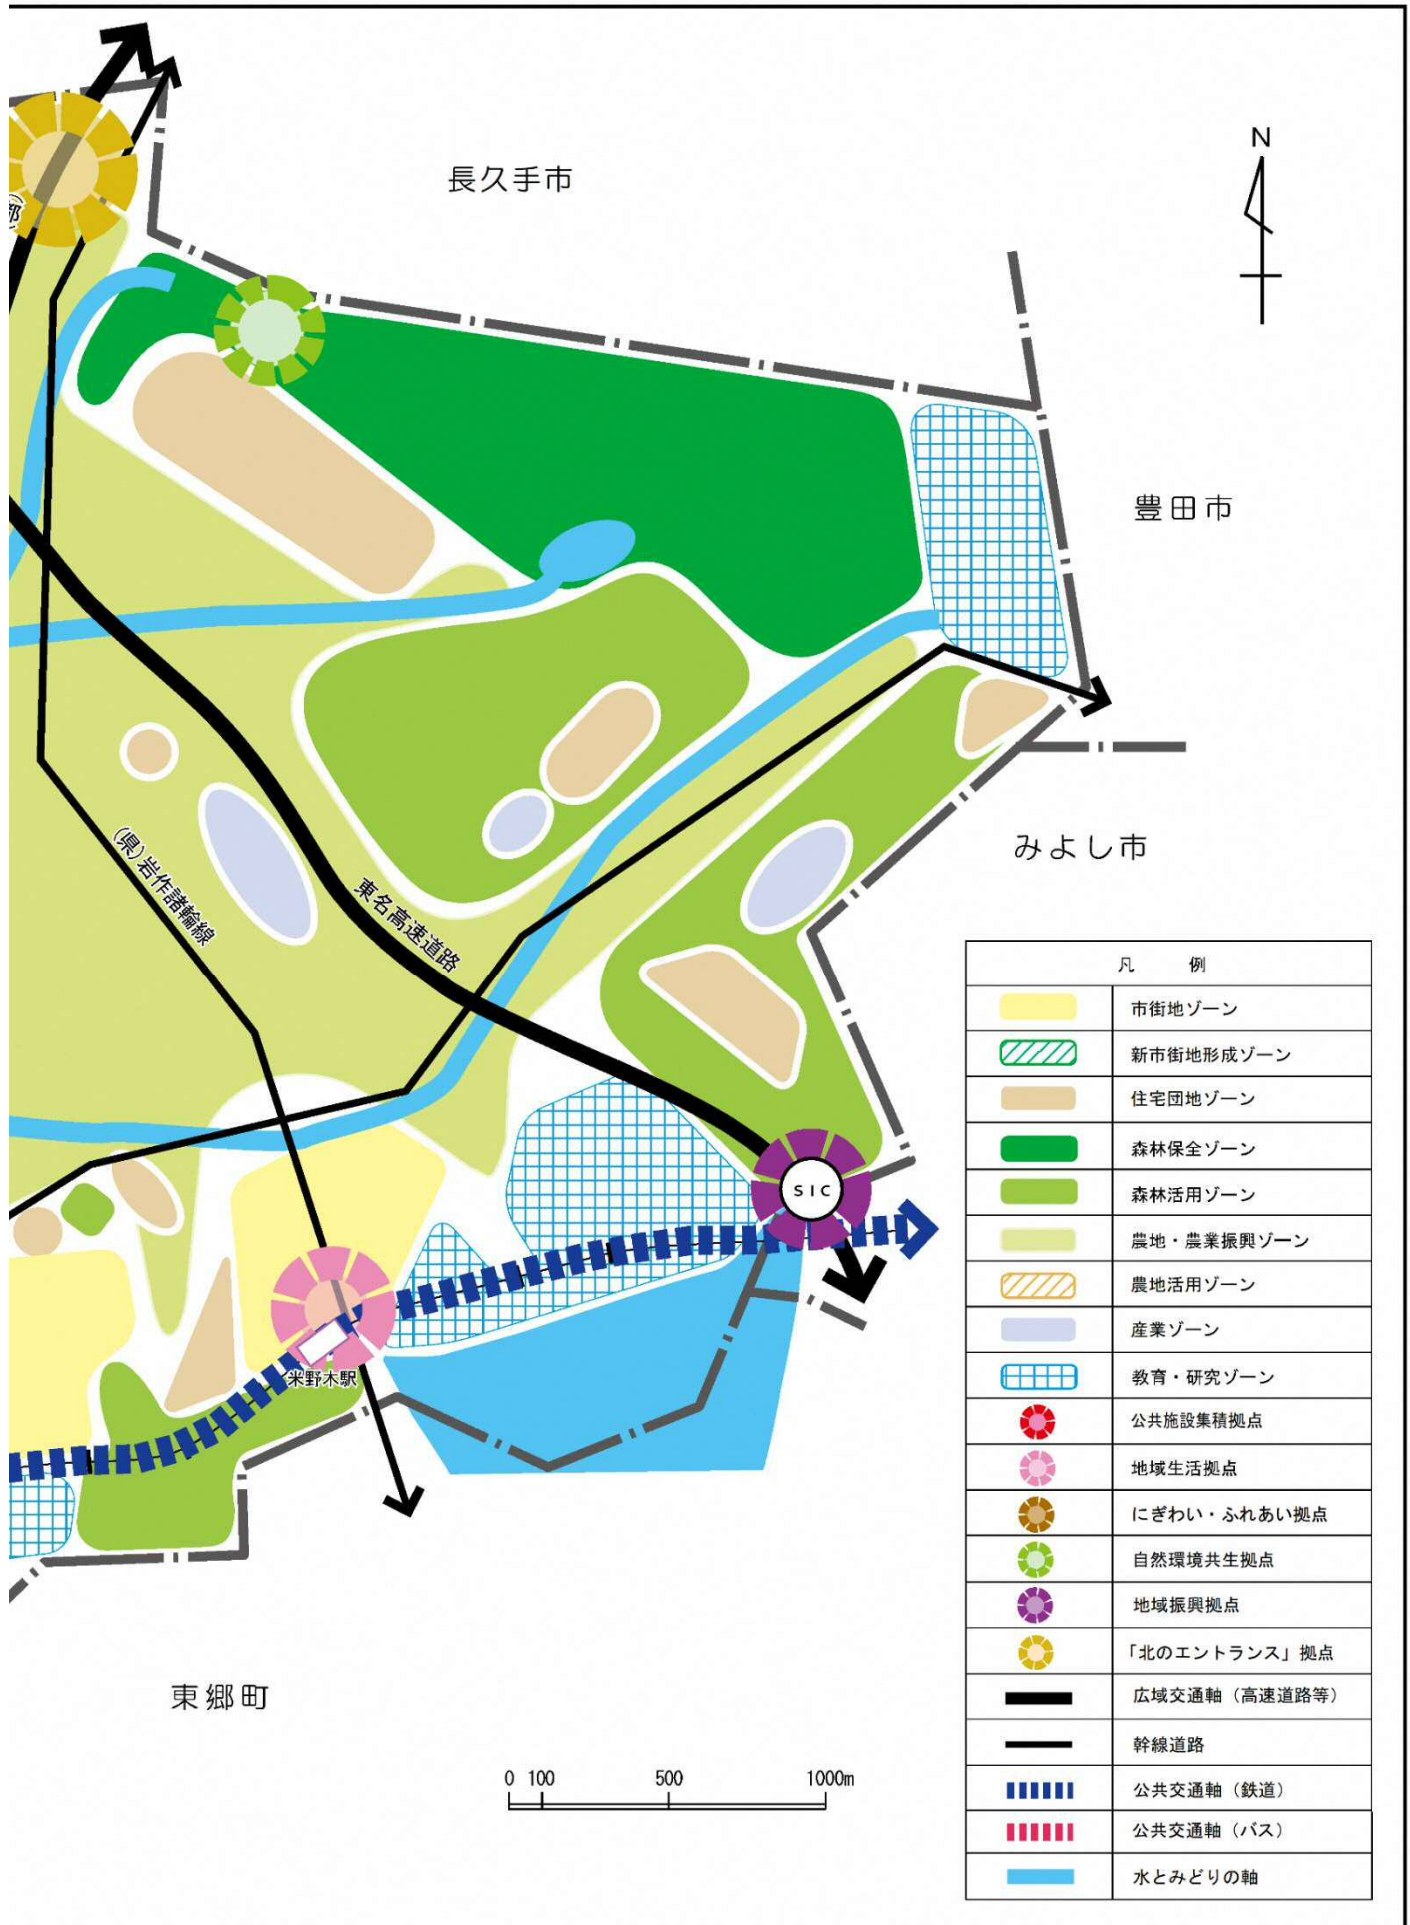 長久手市
N
豊田市
みよし市
(県)岩作諸輪線
東名高速道路
SIC
米野木駅
東郷町
0 100 500 1000m
凡 例
市街地ゾーン
新市街地形成ゾーン
住宅団地ゾーン
森林保全ゾーン
森林活用ゾーン
農地・農業振興ゾーン
農地活用ゾーン
産業ゾーン
教育・研究ゾーン
公共施設集積拠点
地域生活拠点
にぎわい・ふれあい拠点
自然環境共生拠点
地域振興拠点
「北のエントランス」拠点
広域交通軸（高速道路等）
幹線道路
公共交通軸（鉄道）
公共交通軸（バス）
水とみどりの軸